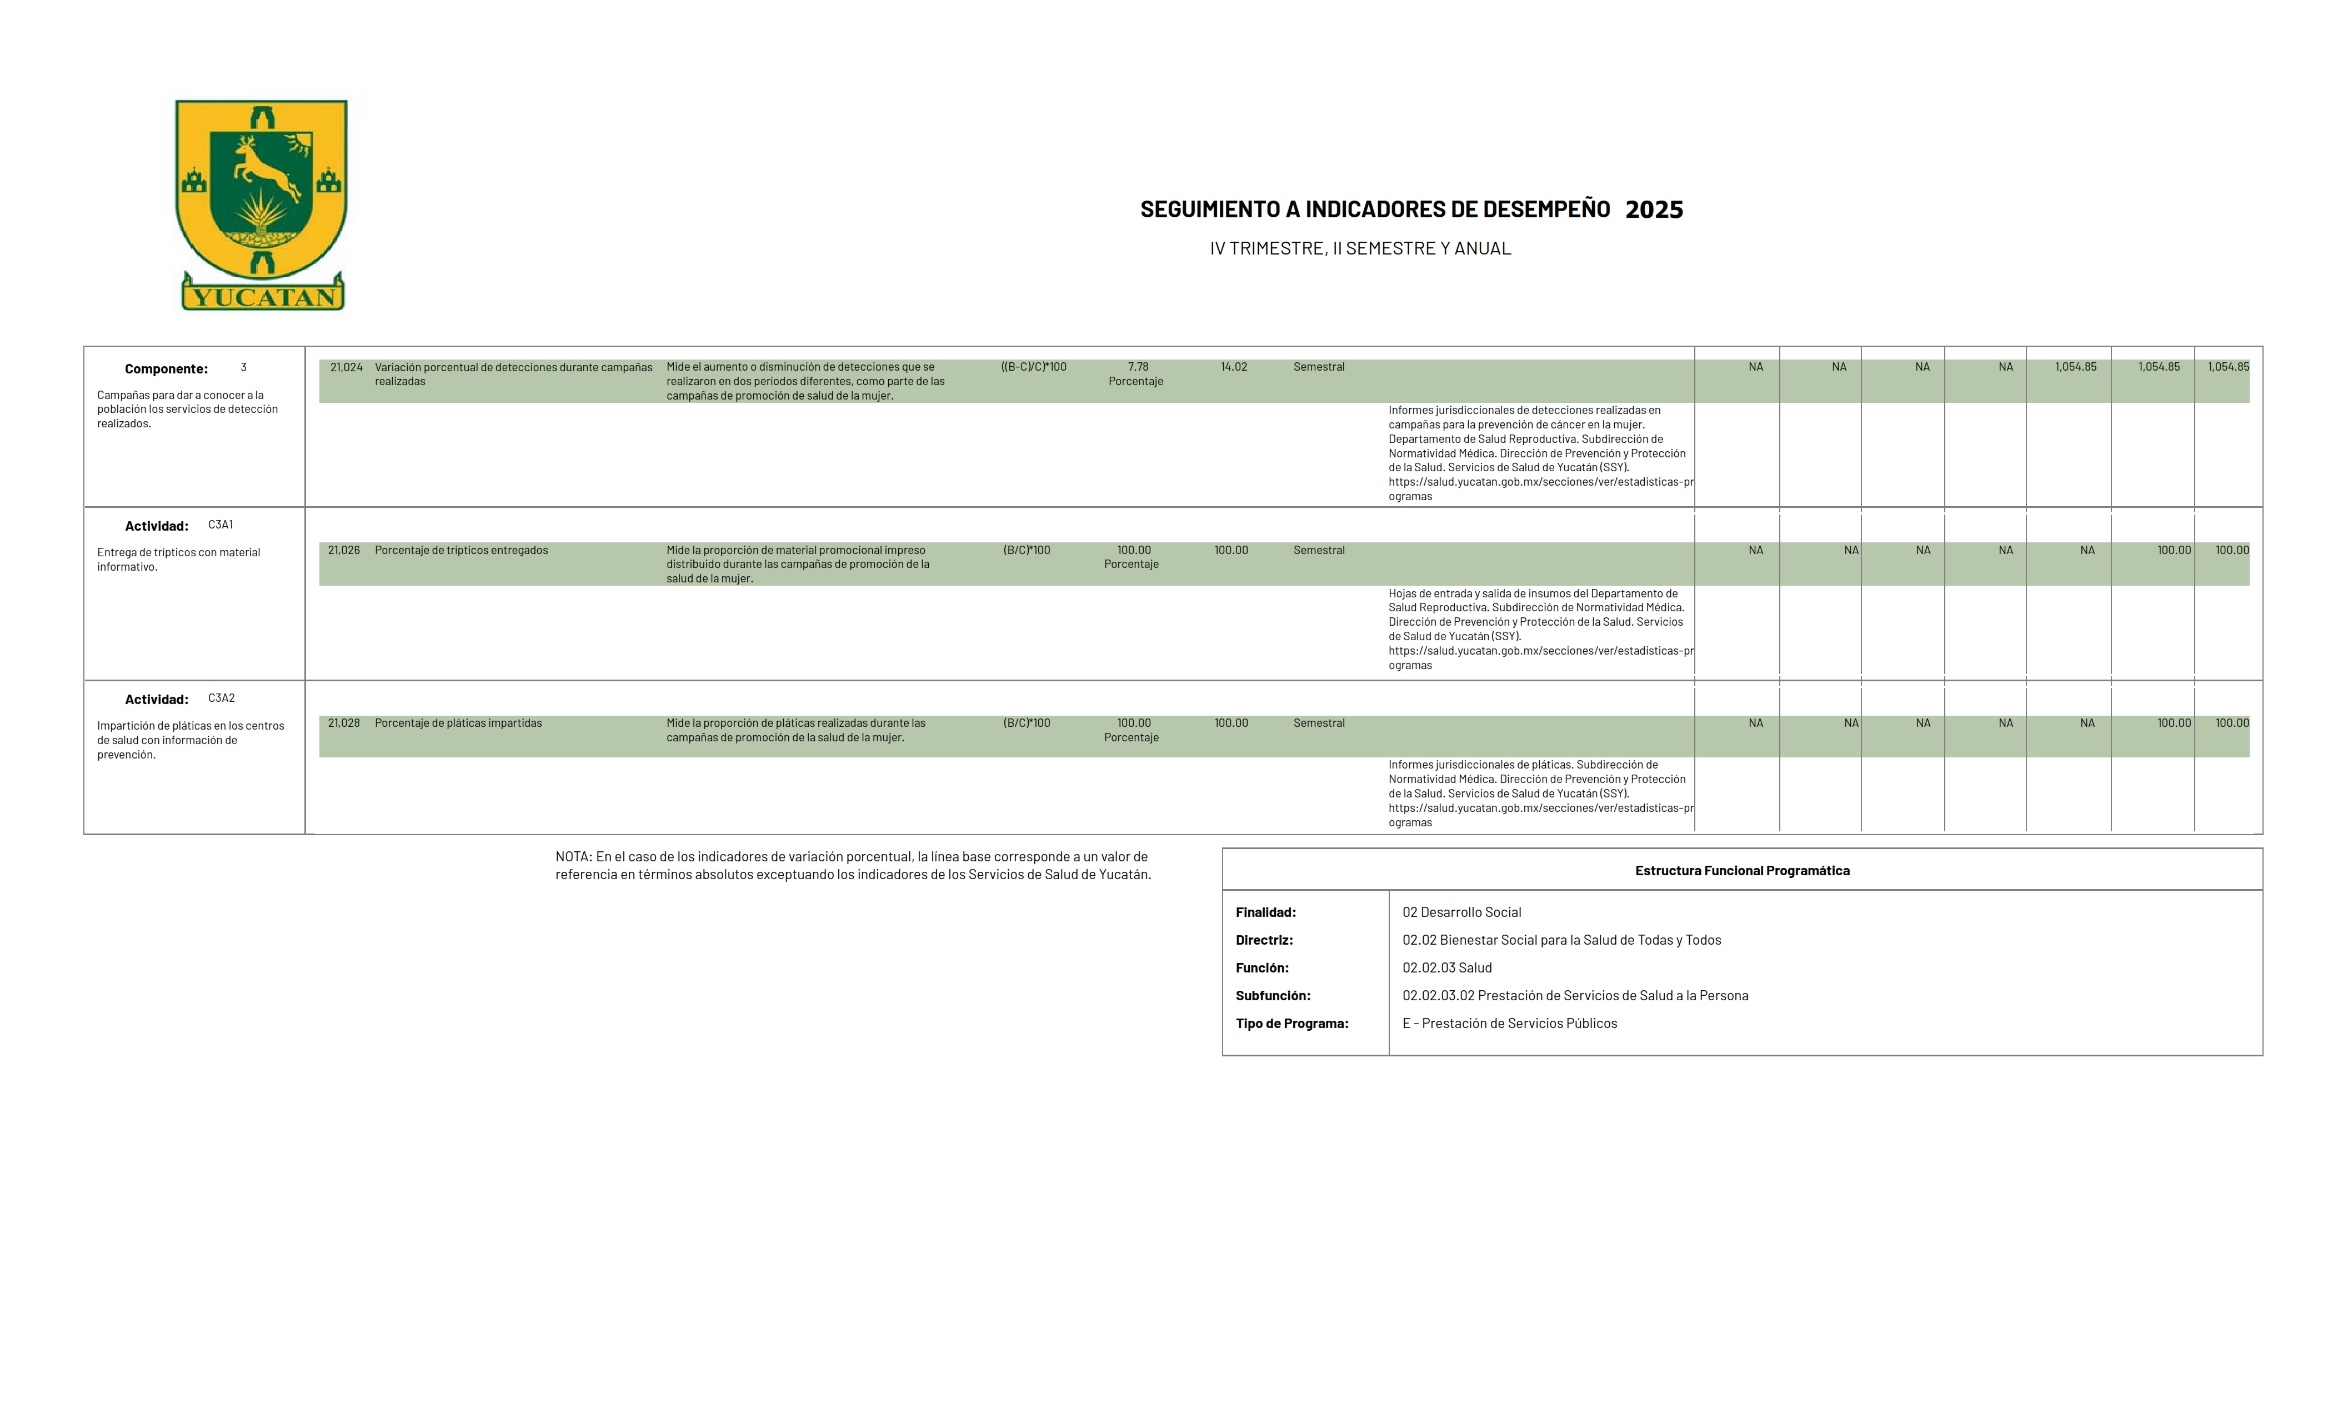 YUCATAN
SEGUIMIENTO A INDICADORES DE DESEMPEÑO 2025
IV TRIMESTRE, II SEMESTRE Y ANUAL
Componente: 3
Campañas para dar a conocer a la
población los servicios de detección
realizados.
21,024 Variación porcentual de detecciones durante campañas Mide el aumento o disminución de detecciones que se ((B-C)/C)*100 7.78 14.02 Semestral NA NA NA NA 1,054.85 1,054.85 1,054.85
realizadas realizaron en dos períodos diferentes, como parte de las Porcentaje
campañas de promoción de salud de la mujer.
Informes jurisdiccionales de detecciones realizadas en
campañas para la prevención de cáncer en la mujer.
Departamento de Salud Reproductiva. Subdirección de
Normatividad Médica. Dirección de Prevención y Protección
de la Salud. Servicios de Salud de Yucatán (SSY).
https://salud.yucatan.gob.mx/secciones/ver/estadisticas-pr
ogramas
Actividad: C3A1
Entrega de trípticos con material
informativo.
21,026 Porcentaje de trípticos entregados Mide la proporción de material promocional impreso (B/C)*100 100.00 100.00 Semestral NA NA NA NA NA 100.00 100.00
distribuido durante las campañas de promoción de la Porcentaje
salud de la mujer.
Hojas de entrada y salida de insumos del Departamento de
Salud Reproductiva. Subdirección de Normatividad Médica.
Dirección de Prevención y Protección de la Salud. Servicios
de Salud de Yucatán (SSY).
https://salud.yucatan.gob.mx/secciones/ver/estadisticas-pr
ogramas
Actividad: C3A2
Impartición de pláticas en los centros
de salud con información de
prevención.
21,028 Porcentaje de pláticas impartidas Mide la proporción de pláticas realizadas durante las (B/C)*100 100.00 100.00 Semestral NA NA NA NA NA 100.00 100.00
campañas de promoción de la salud de la mujer. Porcentaje
Informes jurisdiccionales de pláticas. Subdirección de
Normatividad Médica. Dirección de Prevención y Protección
de la Salud. Servicios de Salud de Yucatán (SSY).
https://salud.yucatan.gob.mx/secciones/ver/estadisticas-pr
ogramas
NOTA: En el caso de los indicadores de variación porcentual, la línea base corresponde a un valor de
referencia en términos absolutos exceptuando los indicadores de los Servicios de Salud de Yucatán.
Estructura Funcional Programática
Finalidad: 02 Desarrollo Social
Directriz: 02.02 Bienestar Social para la Salud de Todas y Todos
Función: 02.02.03 Salud
Subfunción: 02.02.03.02 Prestación de Servicios de Salud a la Persona
Tipo de Programa: E - Prestación de Servicios Públicos